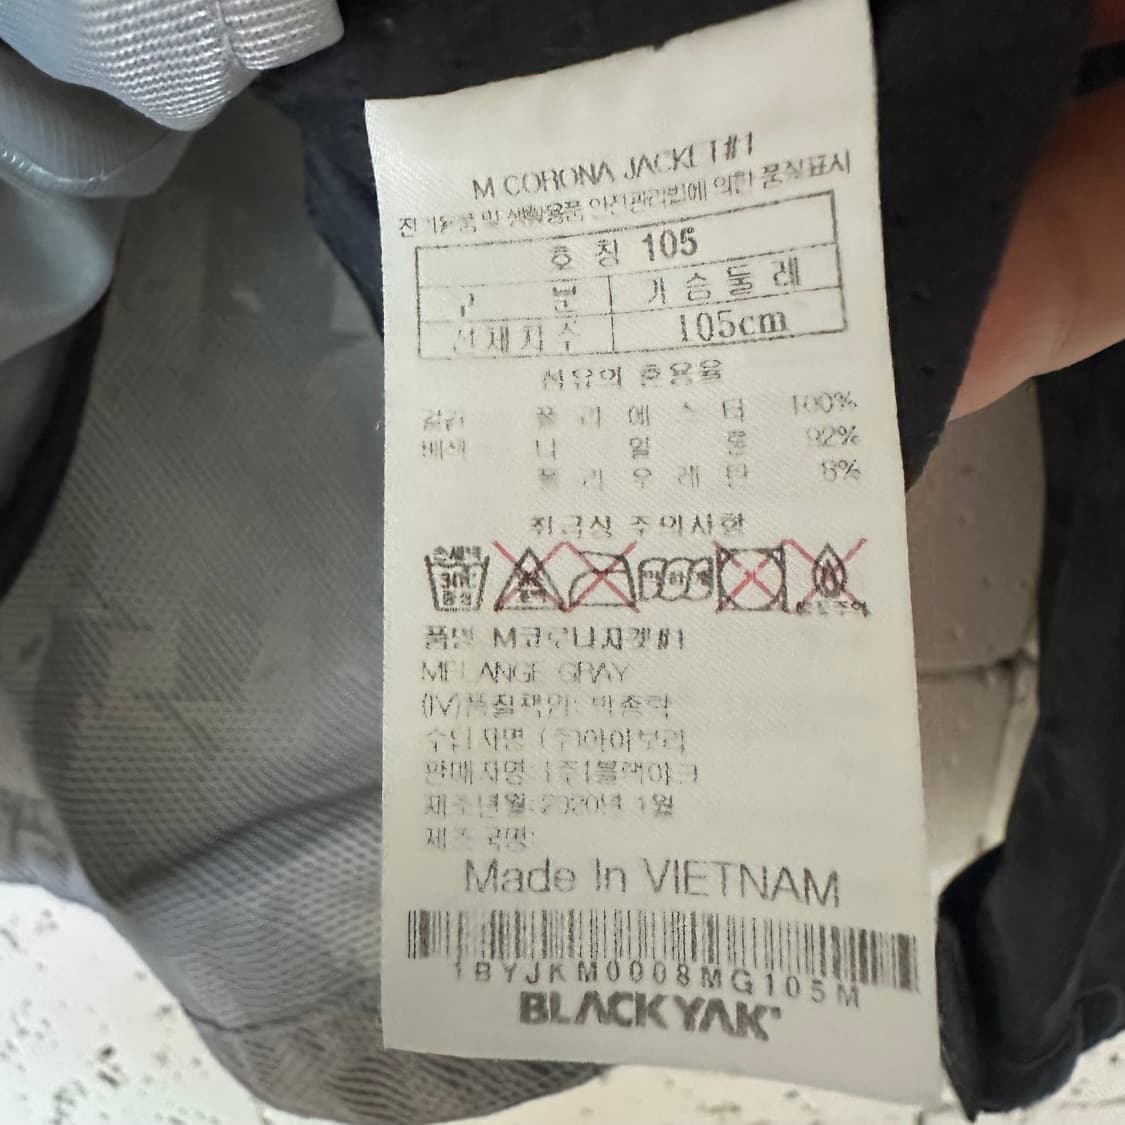 M CORONA JACKET#1
전기용품 및 생활용품 안전관리법에 의한 품질표시
호 칭 105
구 분 가 슴 둘 레
신체치수 105cm
섬유의 혼용율
겉감 폴 리 에 스 터 100%
배색 나 일 론 92%
폴 리 우 레 탄 8%
취급상 주의사항
손세탁
30℃
중성
품명: M코로나자켓#1
MELANGE GRAY
(IV)품질책임: 박종락
수입자명: (주)아이보리
판매자명: (주)블랙야크
제조년월: 2020년 1월
제조국명:
Made In VIETNAM
1BYJKM0008MG105M
BLACKYAK